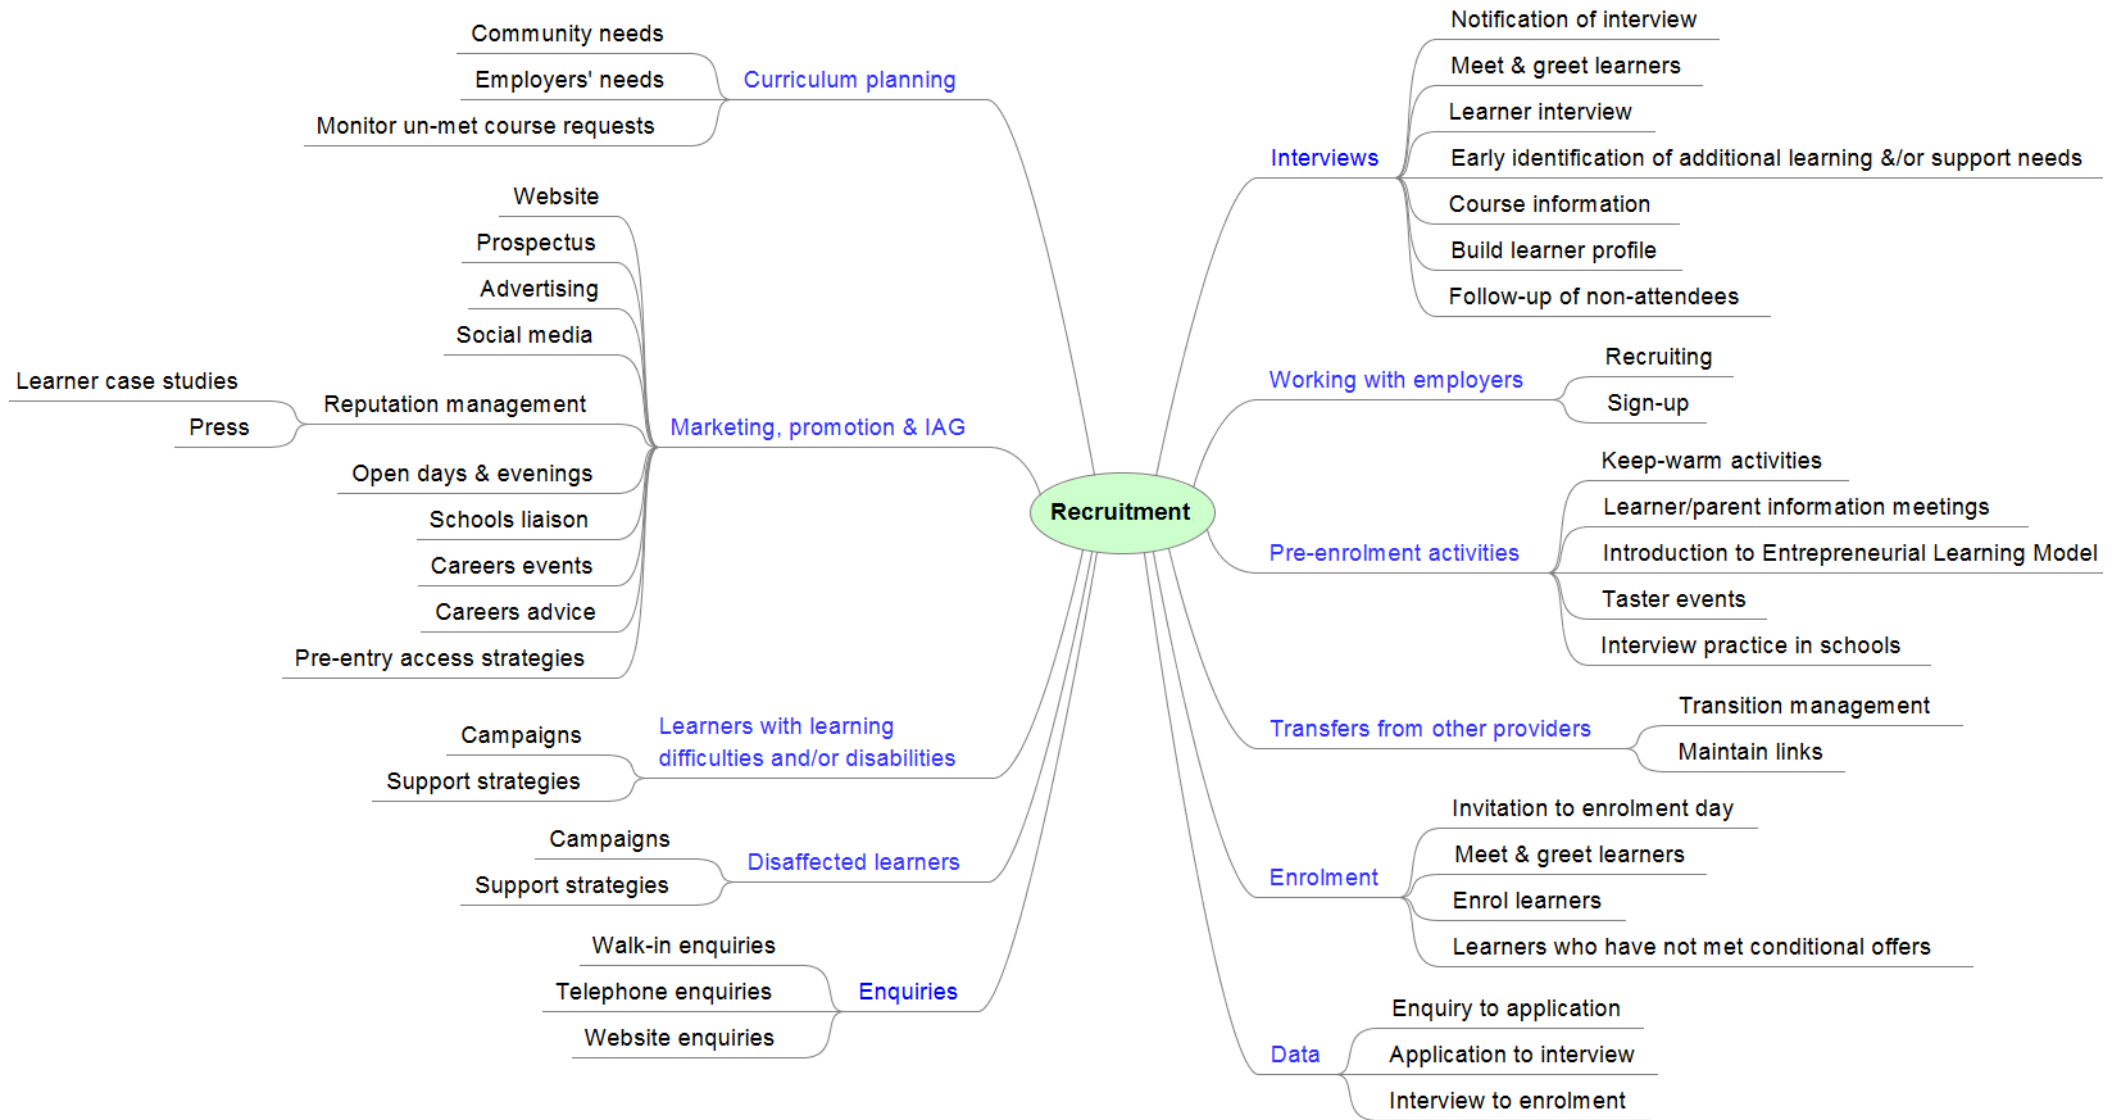 Recruitment
Curriculum planning
Community needs
Employers' needs
Monitor un-met course requests
Marketing, promotion & IAG
Website
Prospectus
Advertising
Social media
Reputation management
Learner case studies
Press
Open days & evenings
Schools liaison
Careers events
Careers advice
Pre-entry access strategies
Learners with learning
difficulties and/or disabilities
Campaigns
Support strategies
Disaffected learners
Campaigns
Support strategies
Enquiries
Walk-in enquiries
Telephone enquiries
Website enquiries
Interviews
Notification of interview
Meet & greet learners
Learner interview
Early identification of additional learning &/or support needs
Course information
Build learner profile
Follow-up of non-attendees
Working with employers
Recruiting
Sign-up
Pre-enrolment activities
Keep-warm activities
Learner/parent information meetings
Introduction to Entrepreneurial Learning Model
Taster events
Interview practice in schools
Transfers from other providers
Transition management
Maintain links
Enrolment
Invitation to enrolment day
Meet & greet learners
Enrol learners
Learners who have not met conditional offers
Data
Enquiry to application
Application to interview
Interview to enrolment